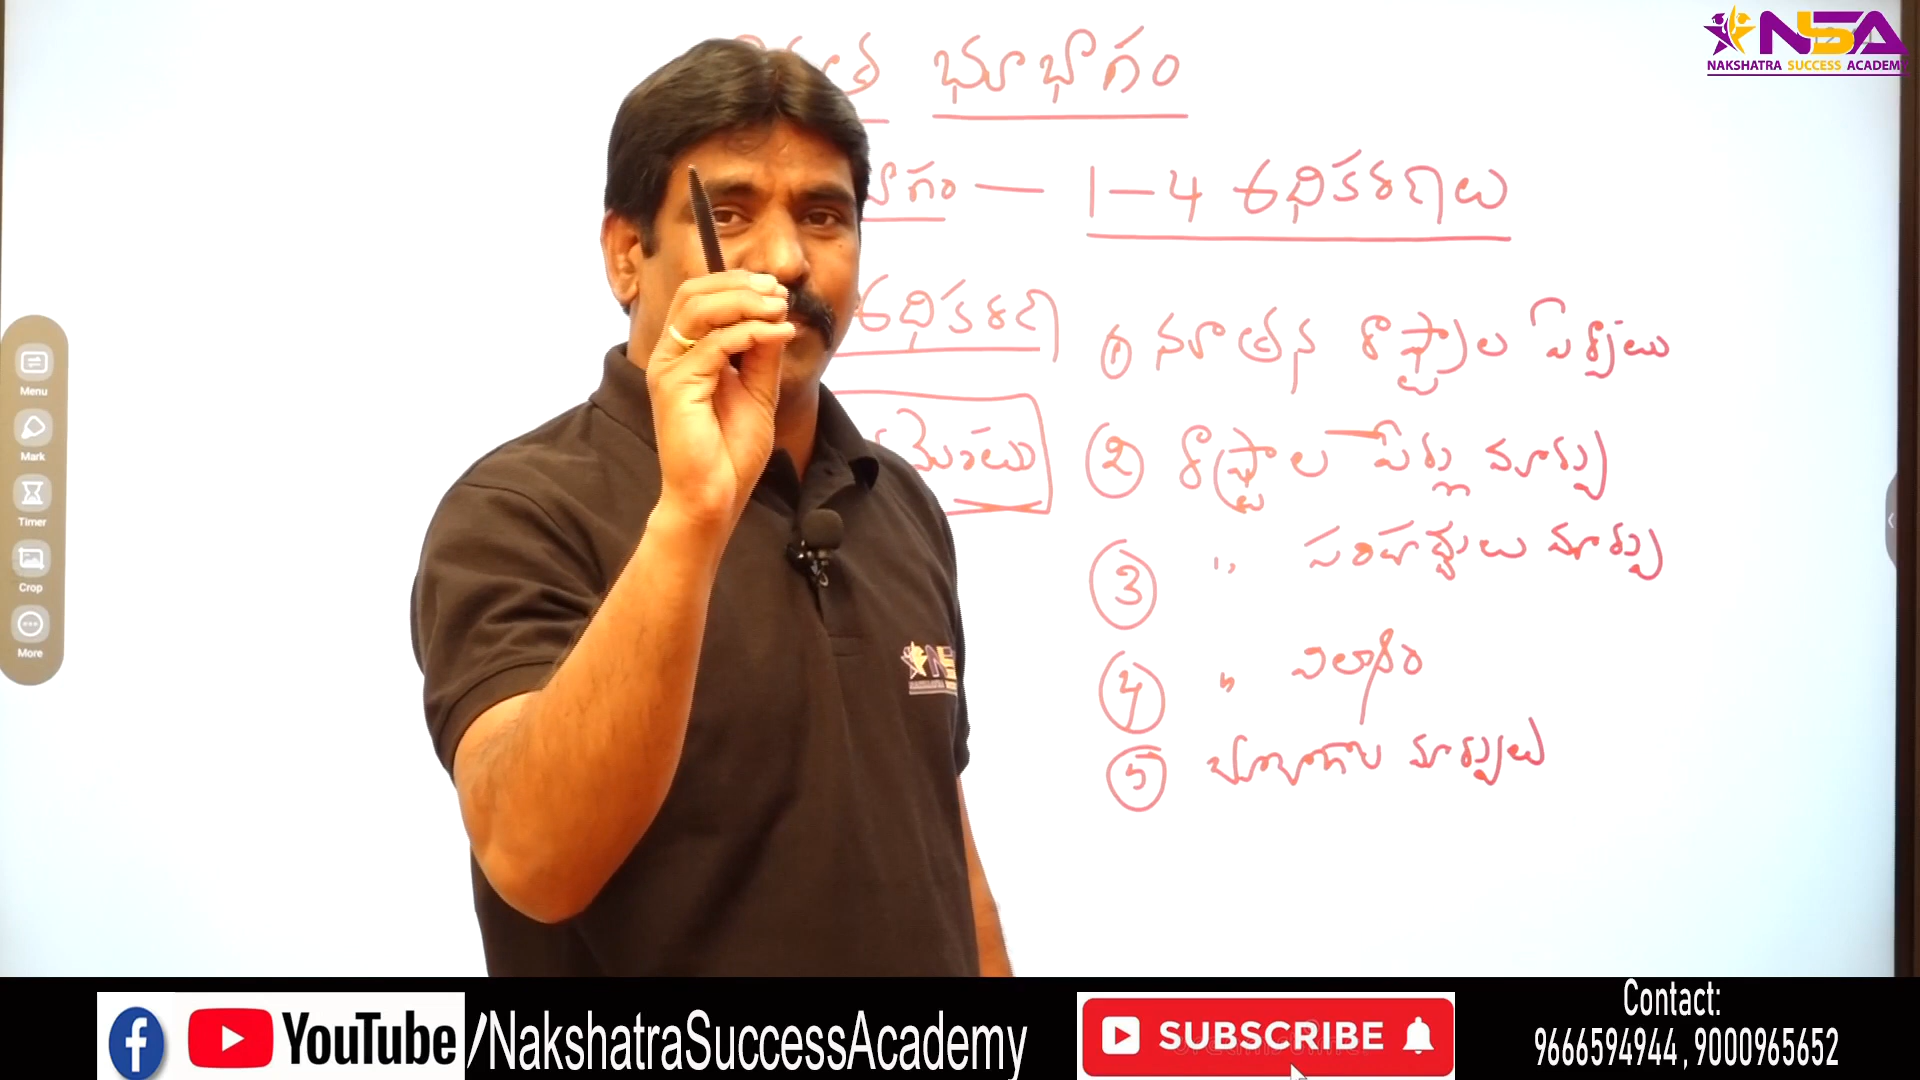 NSA
NAKSHATRA SUCCESS ACADEMY
భూభాగం
1-4 అధికరణలు
అధికరణ
① నూతన రాష్ట్రాల ఏర్పాటు
② రాష్ట్రాల పేర్లు మార్పు
③ " సరిహద్దులు మార్పు
④ " విలీనం
⑤ భూభాగాల మార్పులు
Menu
Mark
Timer
Crop
More
YouTube /NakshatraSuccessAcademy
SUBSCRIBE
Contact:
9666594944 , 9000965652